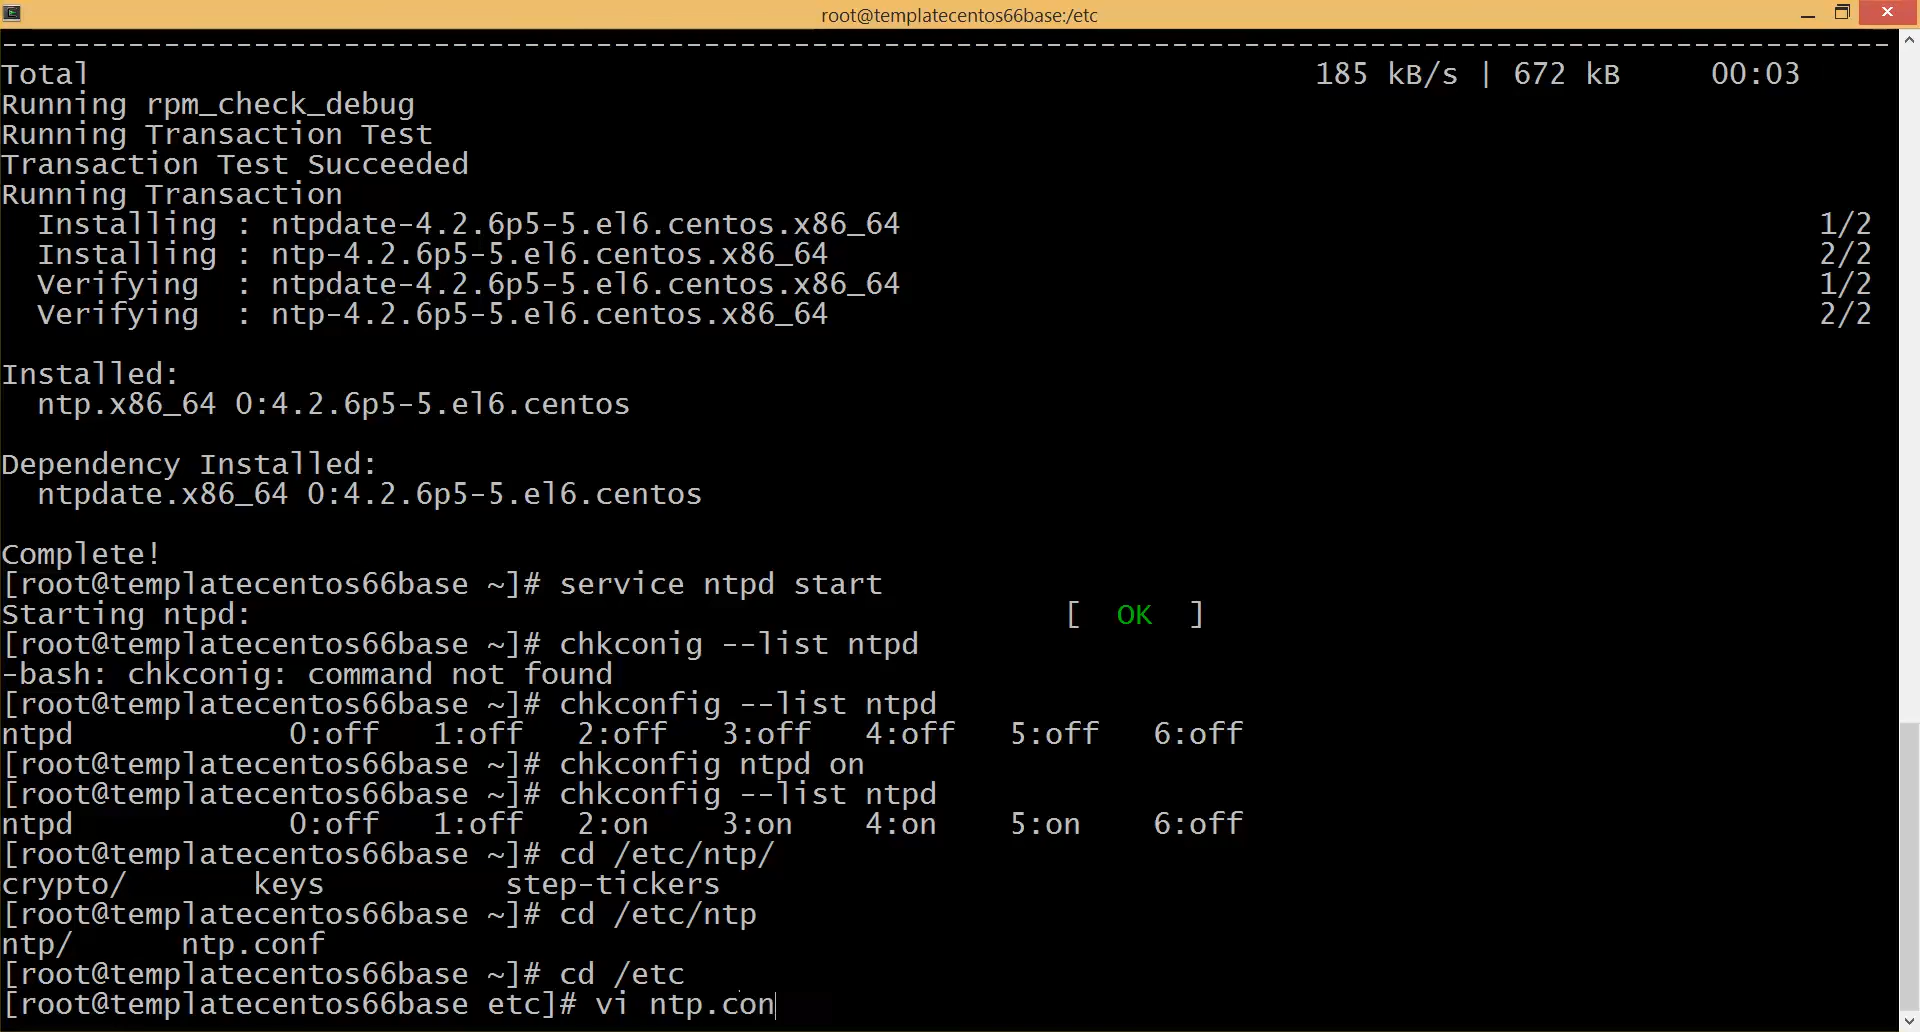 root@templatecentos66base:/etc
--------------------------------------------------------------------------------
Total                                                                    185 kB/s | 672 kB     00:03
Running rpm_check_debug
Running Transaction Test
Transaction Test Succeeded
Running Transaction
  Installing : ntpdate-4.2.6p5-5.el6.centos.x86_64                                                   1/2
  Installing : ntp-4.2.6p5-5.el6.centos.x86_64                                                       2/2
  Verifying  : ntpdate-4.2.6p5-5.el6.centos.x86_64                                                   1/2
  Verifying  : ntp-4.2.6p5-5.el6.centos.x86_64                                                       2/2
Installed:
  ntp.x86_64 0:4.2.6p5-5.el6.centos
Dependency Installed:
  ntpdate.x86_64 0:4.2.6p5-5.el6.centos
Complete!
[root@templatecentos66base ~]# service ntpd start
Starting ntpd:                                             [  OK  ]
[root@templatecentos66base ~]# chkconig --list ntpd
-bash: chkconig: command not found
[root@templatecentos66base ~]# chkconfig --list ntpd
ntpd            0:off   1:off   2:off   3:off   4:off   5:off   6:off
[root@templatecentos66base ~]# chkconfig ntpd on
[root@templatecentos66base ~]# chkconfig --list ntpd
ntpd            0:off   1:off   2:on    3:on    4:on    5:on    6:off
[root@templatecentos66base ~]# cd /etc/ntp/
crypto/       keys          step-tickers
[root@templatecentos66base ~]# cd /etc/ntp
ntp/      ntp.conf
[root@templatecentos66base ~]# cd /etc
[root@templatecentos66base etc]# vi ntp.con